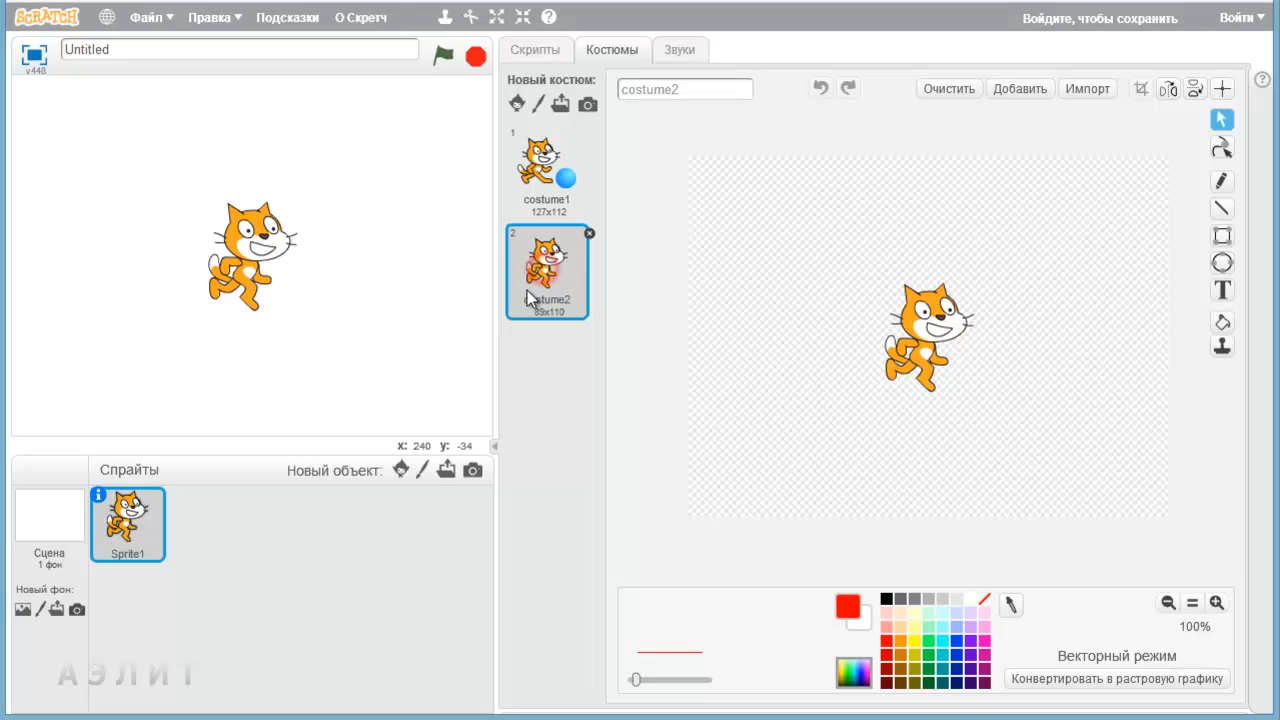 SCRATCH Файл Правка Подсказки О Скретч Войдите, чтобы сохранить Войти
Untitled
v448
Скрипты Костюмы Звуки
Новый костюм:
costume2
Очистить Добавить Импорт
1
costume1
127x112
2
costume2
89x110
T
x: 240 y: -34
Спрайты Новый объект:
Sprite1
Сцена
1 фон
Новый фон:
100%
Векторный режим
Конвертировать в растровую графику
АЭЛИТ